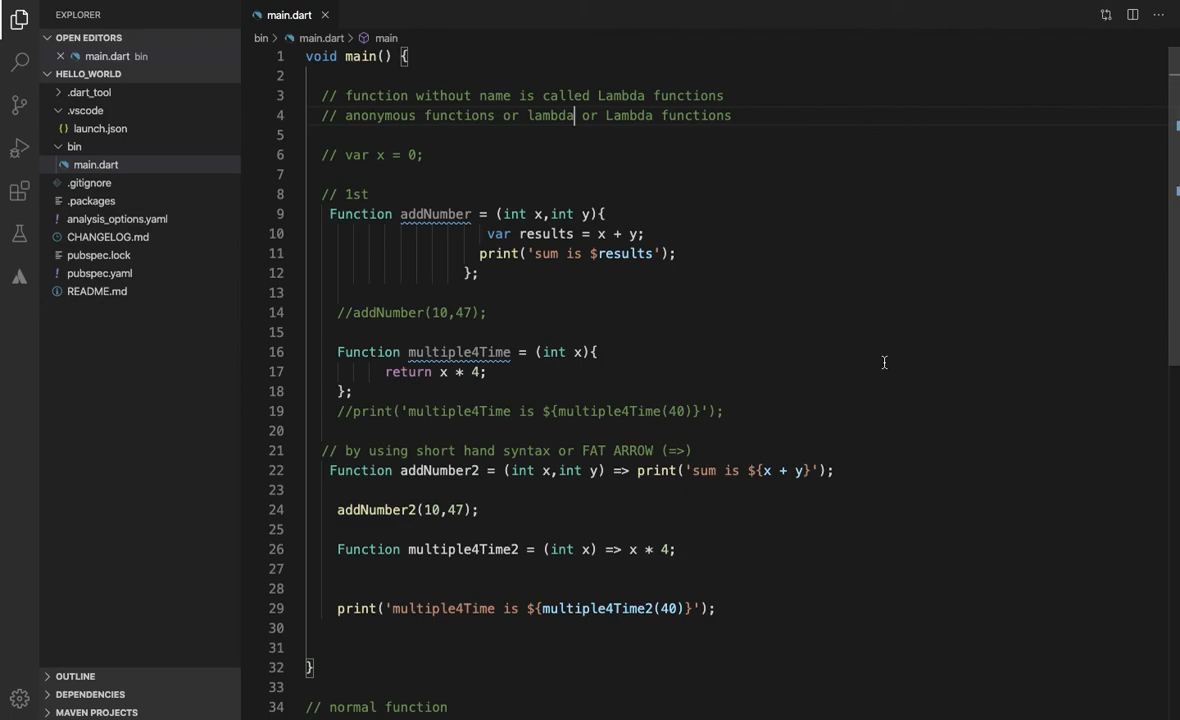 EXPLORER
OPEN EDITORS
main.dart bin
HELLO_WORLD
.dart_tool
.vscode
launch.json
bin
main.dart
.gitignore
.packages
analysis_options.yaml
CHANGELOG.md
pubspec.lock
pubspec.yaml
README.md
OUTLINE
DEPENDENCIES
MAVEN PROJECTS
main.dart
bin > main.dart > main
1 void main() {
2
3 // function without name is called Lambda functions
4 // anonymous functions or lambda or Lambda functions
5
6 // var x = 0;
7
8 // 1st
9 Function addNumber = (int x,int y){
10 var results = x + y;
11 print('sum is $results');
12 };
13
14 //addNumber(10,47);
15
16 Function multiple4Time = (int x){
17 return x * 4;
18 };
19 //print('multiple4Time is ${multiple4Time(40)}');
20
21 // by using short hand syntax or FAT ARROW (=>)
22 Function addNumber2 = (int x,int y) => print('sum is ${x + y}');
23
24 addNumber2(10,47);
25
26 Function multiple4Time2 = (int x) => x * 4;
27
28
29 print('multiple4Time is ${multiple4Time2(40)}');
30
31
32 }
33
34 // normal function